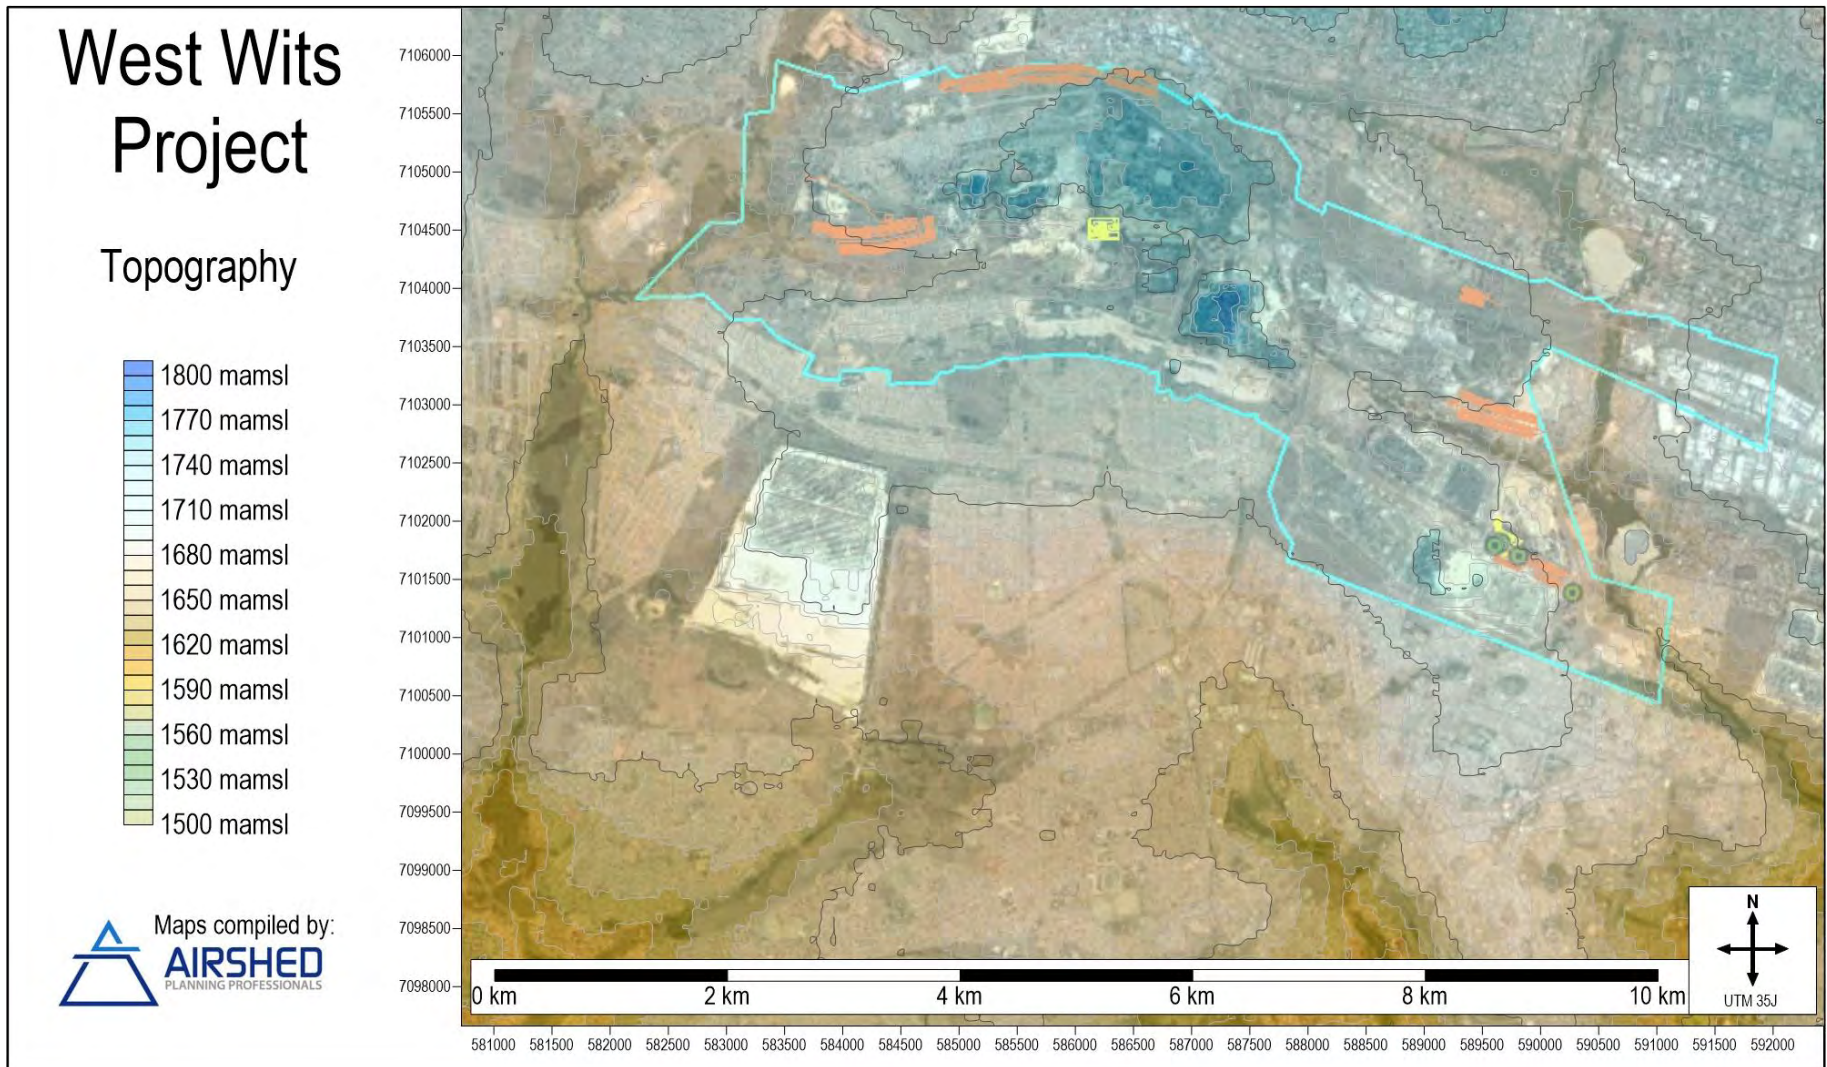 West Wits
Project
Topography
1800 mamsl
1770 mamsl
1740 mamsl
1710 mamsl
1680 mamsl
1650 mamsl
1620 mamsl
1590 mamsl
1560 mamsl
1530 mamsl
1500 mamsl
Maps compiled by:
AIRSHED
PLANNING PROFESSIONALS
7106000
7105500
7105000
7104500
7104000
7103500
7103000
7102500
7102000
7101500
7101000
7100500
7100000
7099500
7099000
7098500
7098000
0 km 2 km 4 km 6 km 8 km 10 km
N
UTM 35J
581000 581500 582000 582500 583000 583500 584000 584500 585000 585500 586000 586500 587000 587500 588000 588500 589000 589500 590000 590500 591000 591500 592000